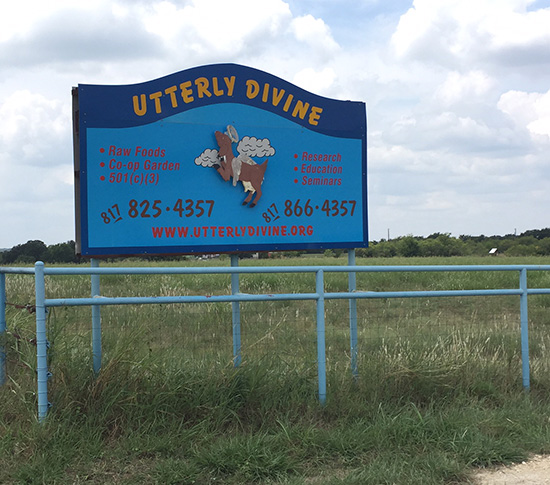 UTTERLY DIVINE
• Raw Foods
• Co-op Garden
• 501(c)(3)
• Research
• Education
• Seminars
817 825·4357
817 866·4357
WWW.UTTERLYDIVINE.ORG